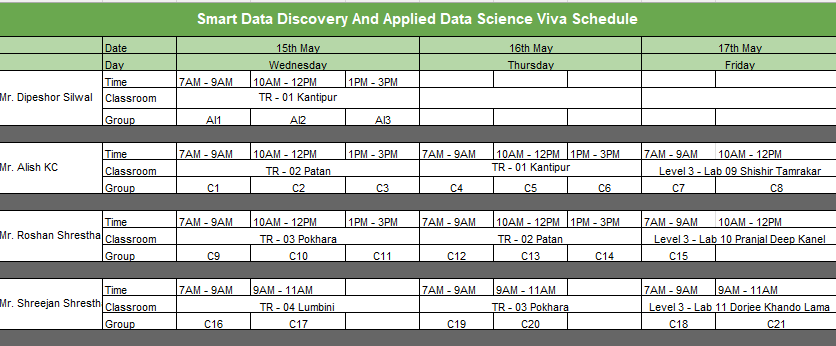 Smart Data Discovery And Applied Data Science Viva Schedule
Date 15th May 16th May 17th May
Day Wednesday Thursday Friday
Time 7AM - 9AM 10AM - 12PM 1PM - 3PM
Mr. Dipeshor Silwal Classroom TR - 01 Kantipur
Group AI1 AI2 AI3
Time 7AM - 9AM 10AM - 12PM 1PM - 3PM 7AM - 9AM 10AM - 12PM 1PM - 3PM 7AM - 9AM 10AM - 12PM
Mr. Alish KC Classroom TR - 02 Patan TR - 01 Kantipur Level 3 - Lab 09 Shishir Tamrakar
Group C1 C2 C3 C4 C5 C6 C7 C8
Time 7AM - 9AM 10AM - 12PM 1PM - 3PM 7AM - 9AM 10AM - 12PM 1PM - 3PM 7AM - 9AM 10AM - 12PM
Mr. Roshan Shrestha Classroom TR - 03 Pokhara TR - 02 Patan Level 3 - Lab 10 Pranjal Deep Kanel
Group C9 C10 C11 C12 C13 C14 C15
Time 7AM - 9AM 9AM - 11AM 7AM - 9AM 9AM - 11AM 7AM - 9AM 9AM - 11AM
Mr. Shreejan Shresth Classroom TR - 04 Lumbini TR - 03 Pokhara Level 3 - Lab 11 Dorjee Khando Lama
Group C16 C17 C19 C20 C18 C21